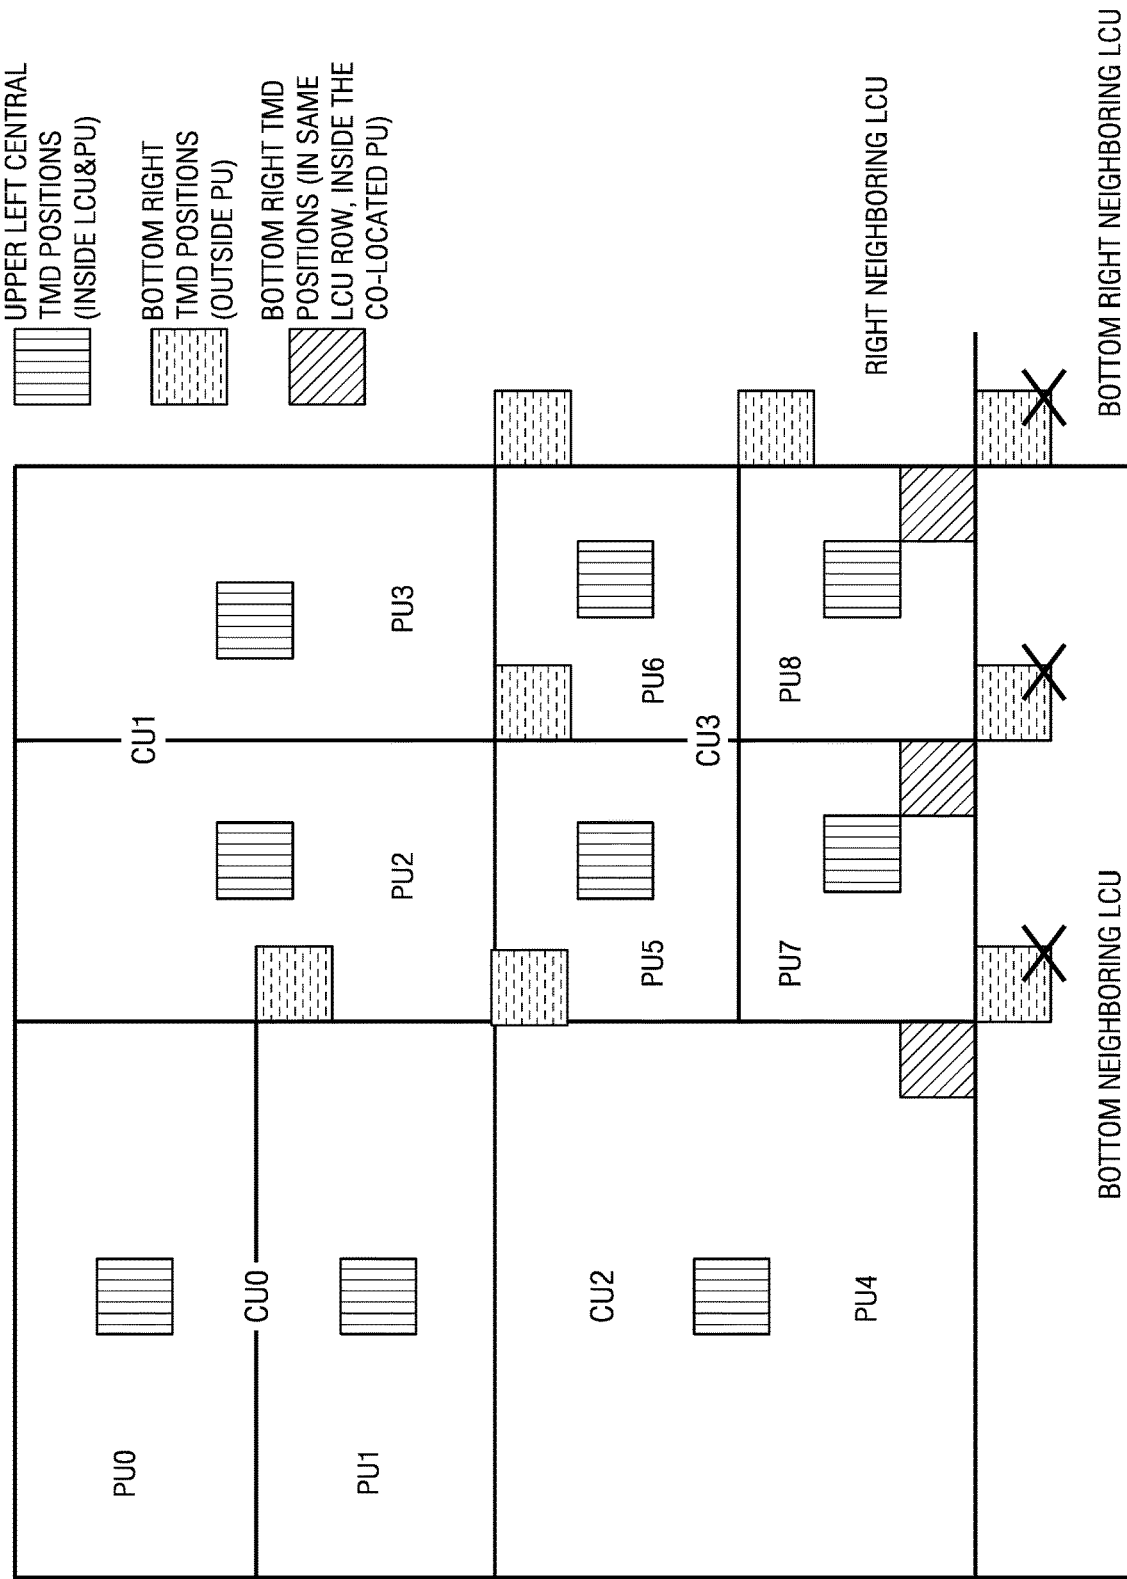 UPPER LEFT CENTRAL
TMD POSITIONS
(INSIDE LCU&PU)
BOTTOM RIGHT
TMD POSITIONS
(OUTSIDE PU)
BOTTOM RIGHT TMD
POSITIONS (IN SAME
LCU ROW, INSIDE THE
CO-LOCATED PU)
PU0
CU1
CU0
PU1
PU2
PU3
CU2
PU5
PU6
CU3
PU7
PU8
PU4
RIGHT NEIGHBORING LCU
BOTTOM NEIGHBORING LCU
BOTTOM RIGHT NEIGHBORING LCU